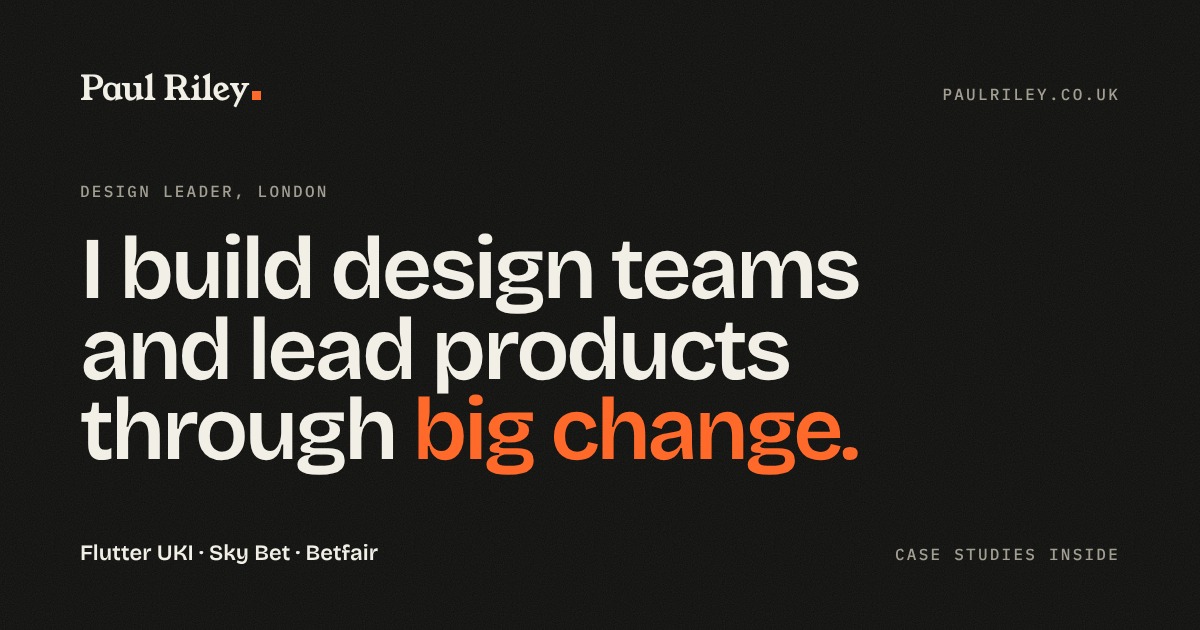 Paul Riley.
PAULRILEY.CO.UK
DESIGN LEADER, LONDON
I build design teams
and lead products
through big change.
Flutter UKI · Sky Bet · Betfair
CASE STUDIES INSIDE